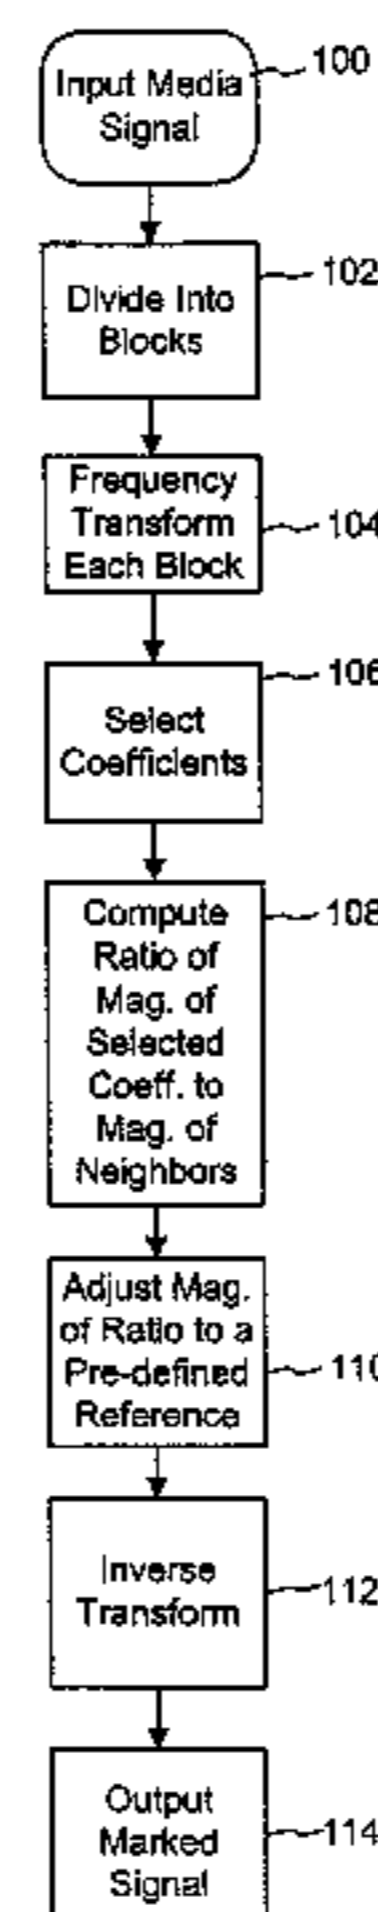 Input Media
Signal
100
Divide Into
Blocks
102
Frequency
Transform
Each Block
104
Select
Coefficients
106
Compute
Ratio of
Mag. of
Selected
Coeff. to
Mag. of
Neighbors
108
Adjust Mag.
of Ratio to a
Pre-defined
Reference
110
Inverse
Transform
112
Output
Marked
Signal
114